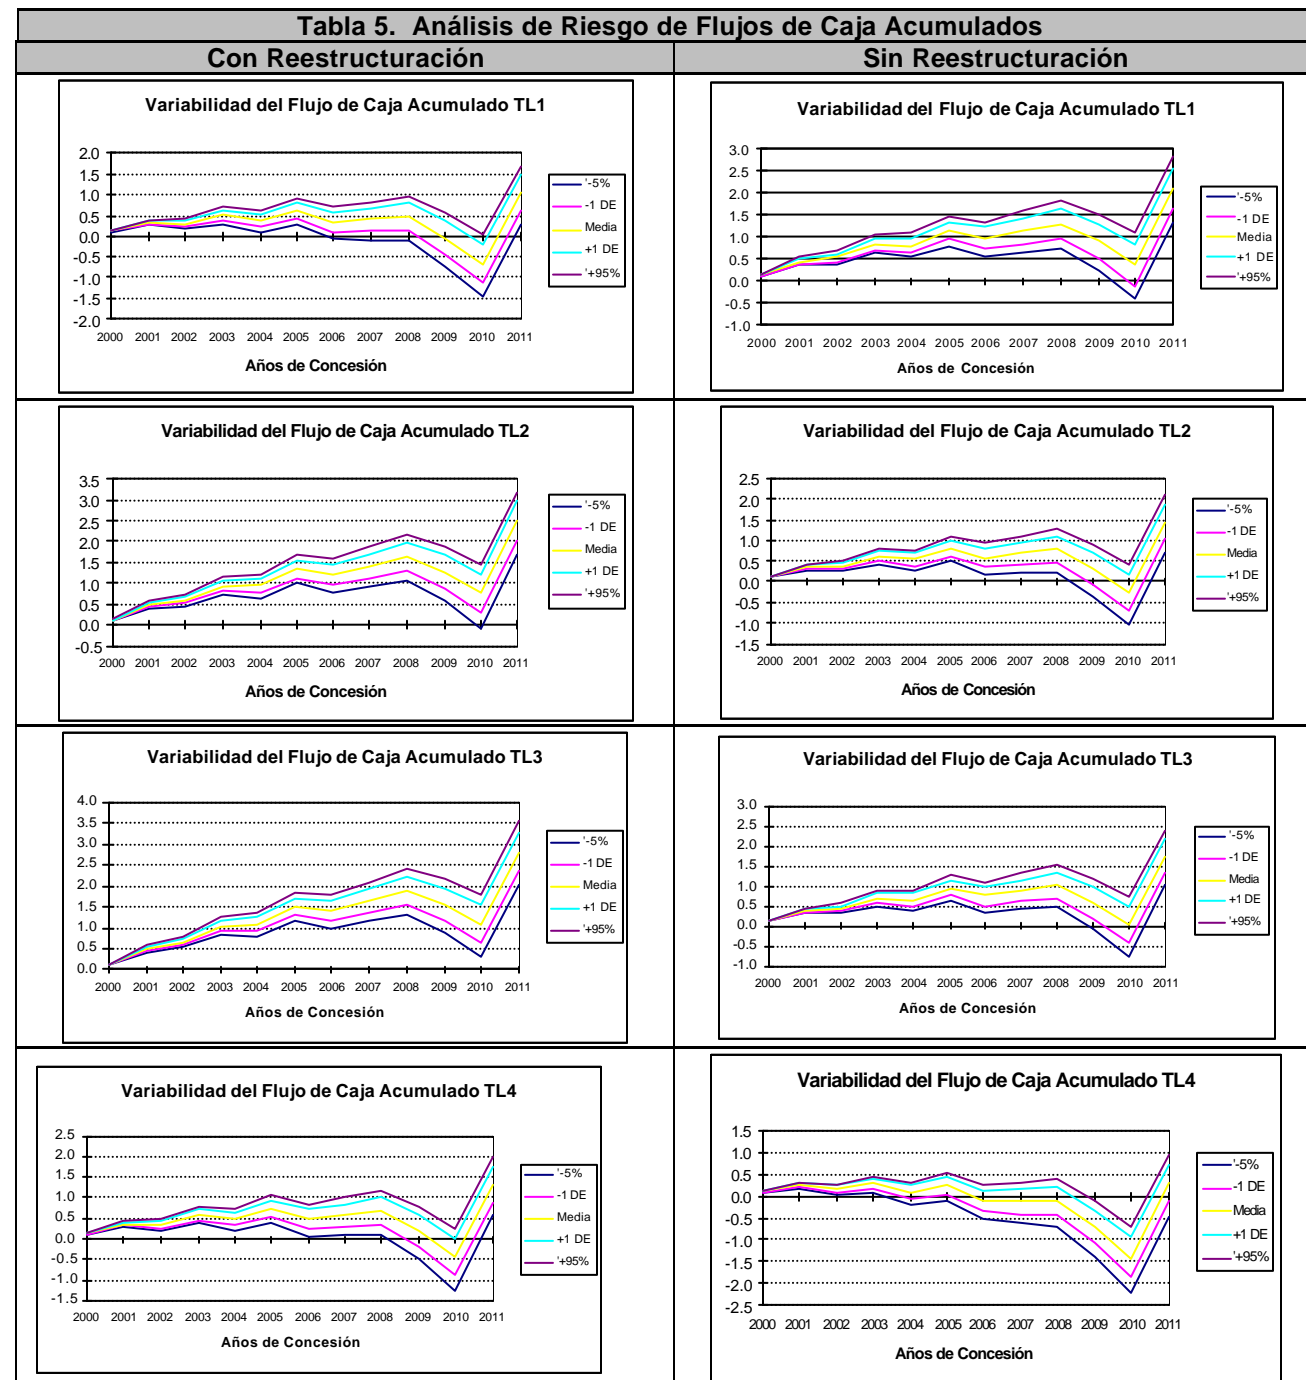 Tabla 5.  Análisis de Riesgo de Flujos de Caja Acumulados
Con Reestructuración
Sin Reestructuración
Variabilidad del Flujo de Caja Acumulado TL1
2.0
1.5
1.0
0.5
0.0
-0.5
-1.0
-1.5
-2.0
2000 2001 2002 2003 2004 2005 2006 2007 2008 2009 2010 2011
Años de Concesión
'-5%
-1 DE
Media
+1 DE
'+95%
Variabilidad del Flujo de Caja Acumulado TL1
3.0
2.5
2.0
1.5
1.0
0.5
0.0
-0.5
-1.0
2000 2001 2002 2003 2004 2005 2006 2007 2008 2009 2010 2011
Años de Concesión
'-5%
-1 DE
Media
+1 DE
'+95%
Variabilidad del Flujo de Caja Acumulado TL2
3.5
3.0
2.5
2.0
1.5
1.0
0.5
0.0
-0.5
2000 2001 2002 2003 2004 2005 2006 2007 2008 2009 2010 2011
Años de Concesión
'-5%
-1 DE
Media
+1 DE
'+95%
Variabilidad del Flujo de Caja Acumulado TL2
2.5
2.0
1.5
1.0
0.5
0.0
-0.5
-1.0
-1.5
2000 2001 2002 2003 2004 2005 2006 2007 2008 2009 2010 2011
Años de Concesión
'-5%
-1 DE
Media
+1 DE
'+95%
Variabilidad del Flujo de Caja Acumulado TL3
4.0
3.5
3.0
2.5
2.0
1.5
1.0
0.5
0.0
2000 2001 2002 2003 2004 2005 2006 2007 2008 2009 2010 2011
Años de Concesión
'-5%
-1 DE
Media
+1 DE
'+95%
Variabilidad del Flujo de Caja Acumulado TL3
3.0
2.5
2.0
1.5
1.0
0.5
0.0
-0.5
-1.0
2000 2001 2002 2003 2004 2005 2006 2007 2008 2009 2010 2011
Años de Concesión
'-5%
-1 DE
Media
+1 DE
'+95%
Variabilidad del Flujo de Caja Acumulado TL4
2.5
2.0
1.5
1.0
0.5
0.0
-0.5
-1.0
-1.5
2000 2001 2002 2003 2004 2005 2006 2007 2008 2009 2010 2011
Años de Concesión
'-5%
-1 DE
Media
+1 DE
'+95%
Variabilidad del Flujo de Caja Acumulado TL4
1.5
1.0
0.5
0.0
-0.5
-1.0
-1.5
-2.0
-2.5
2000 2001 2002 2003 2004 2005 2006 2007 2008 2009 2010 2011
Años de Concesión
'-5%
-1 DE
Media
+1 DE
'+95%